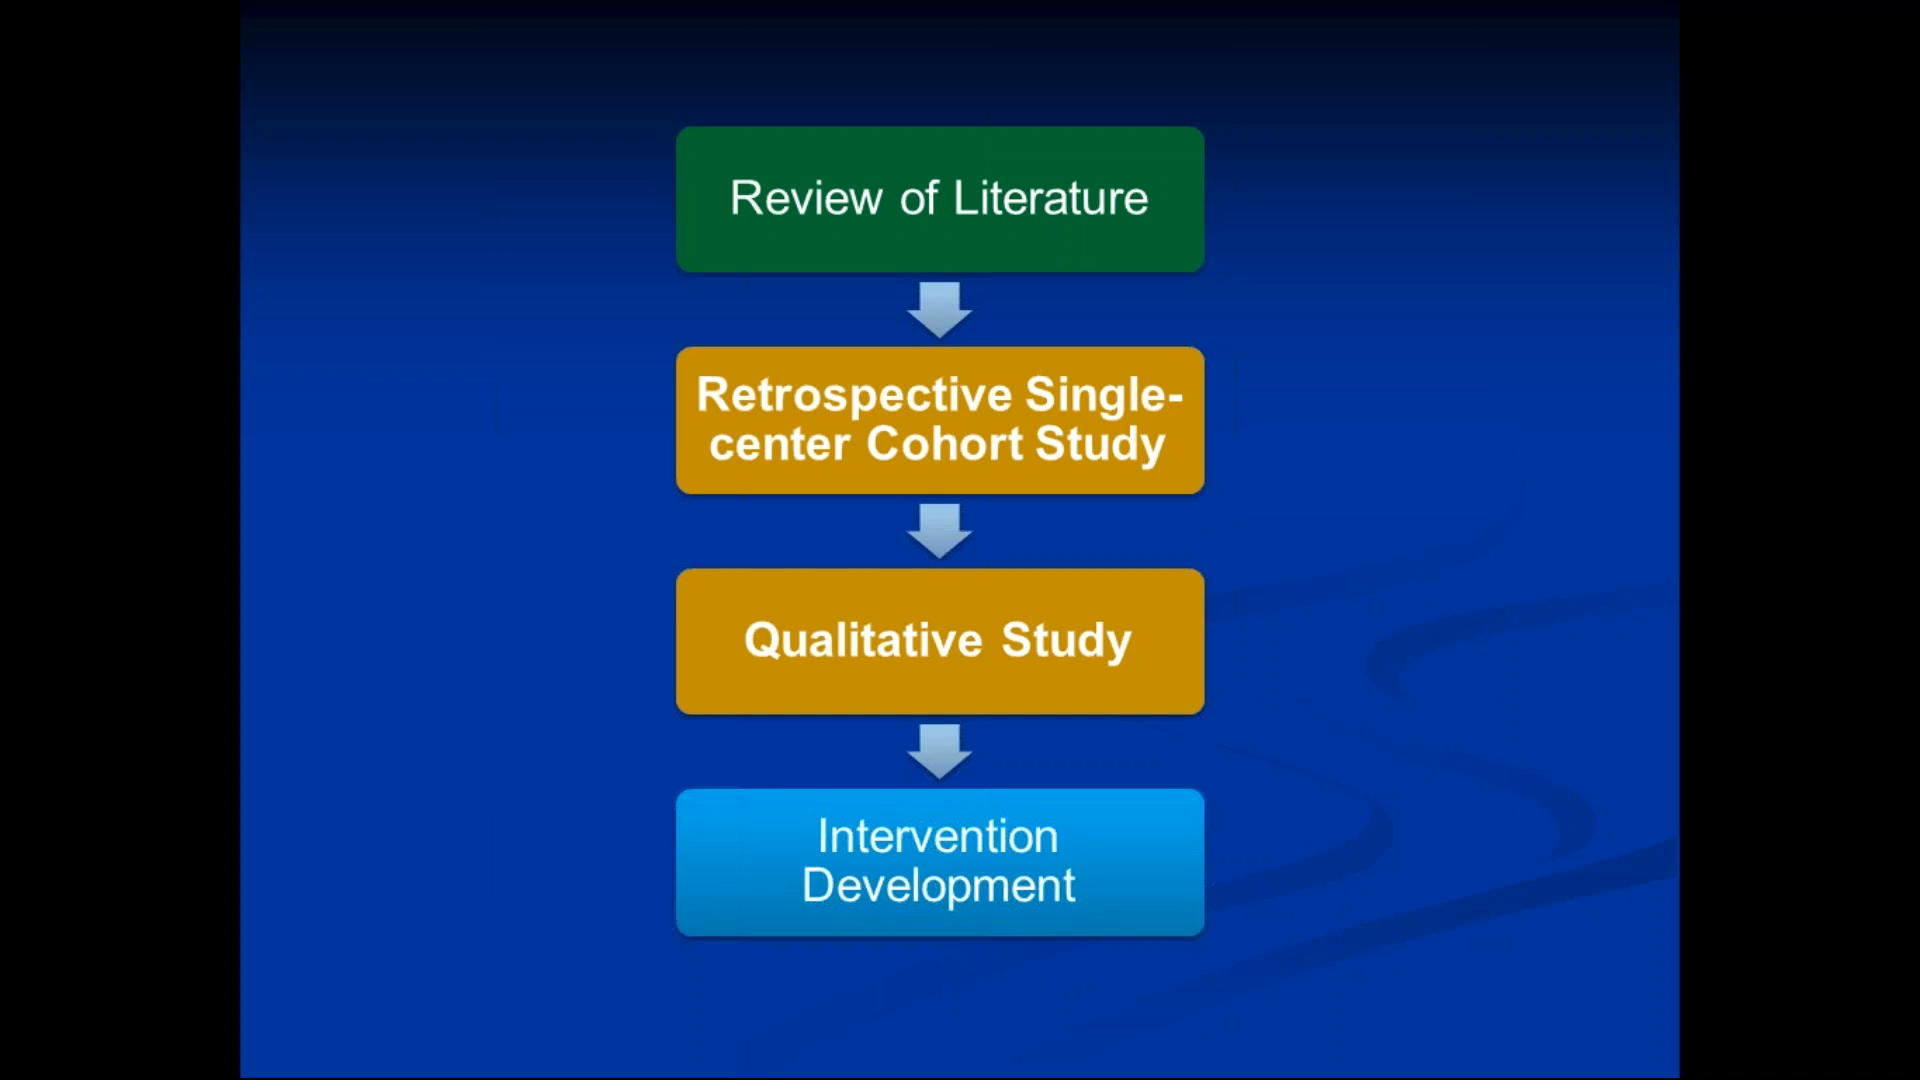 Review of Literature
Retrospective Single-
center Cohort Study
Qualitative Study
Intervention
Development